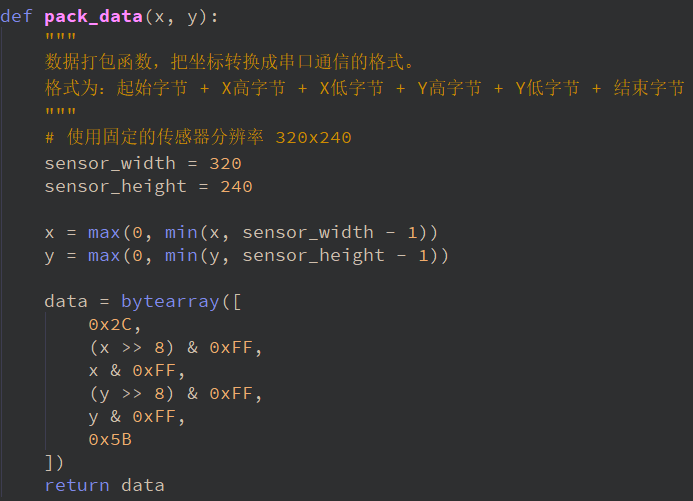 def pack_data(x, y):
    """
    数据打包函数，把坐标转换成串口通信的格式。
    格式为：起始字节 + X高字节 + X低字节 + Y高字节 + Y低字节 + 结束字节
    """
    # 使用固定的传感器分辨率 320x240
    sensor_width = 320
    sensor_height = 240

    x = max(0, min(x, sensor_width - 1))
    y = max(0, min(y, sensor_height - 1))

    data = bytearray([
        0x2C,
        (x >> 8) & 0xFF,
        x & 0xFF,
        (y >> 8) & 0xFF,
        y & 0xFF,
        0x5B
    ])
    return data